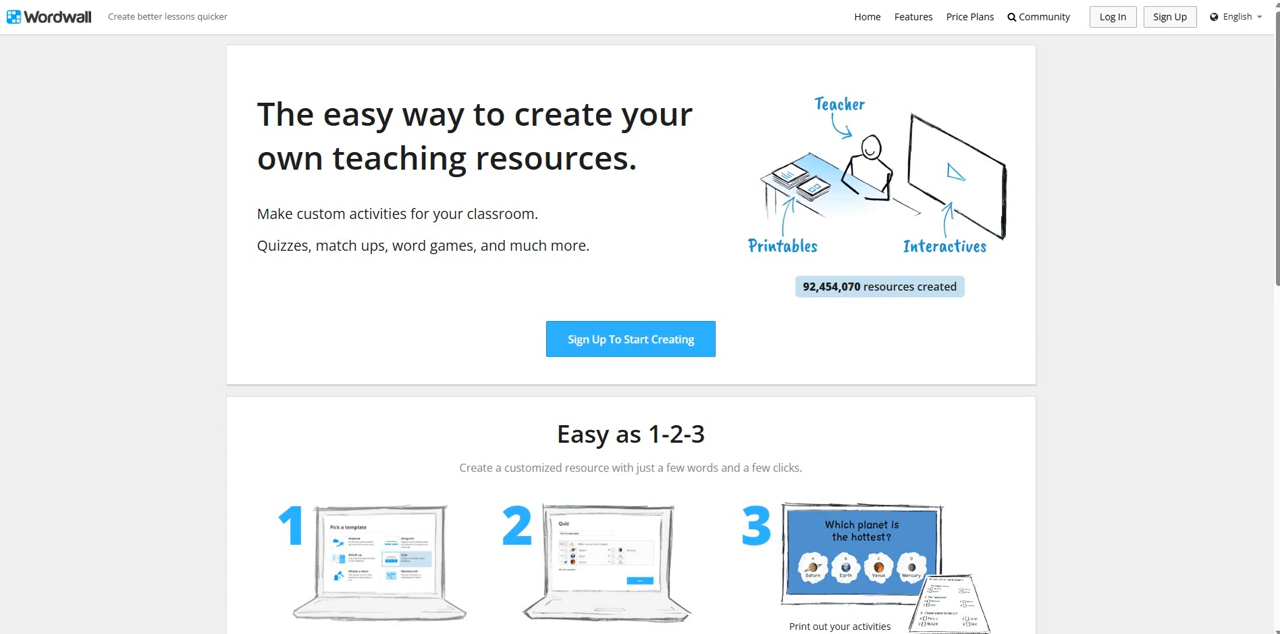 Wordwall
Create better lessons quicker
Home
Features
Price Plans
Community
Log In
Sign Up
English
The easy way to create your
own teaching resources.
Make custom activities for your classroom.
Quizzes, match ups, word games, and much more.
Teacher
Printables
Interactives
92,454,070 resources created
Sign Up To Start Creating
Easy as 1-2-3
Create a customized resource with just a few words and a few clicks.
1
Pick a template
2
Quiz
3
Which planet is
the hottest?
Saturn
Earth
Venus
Mercury
Print out your activities